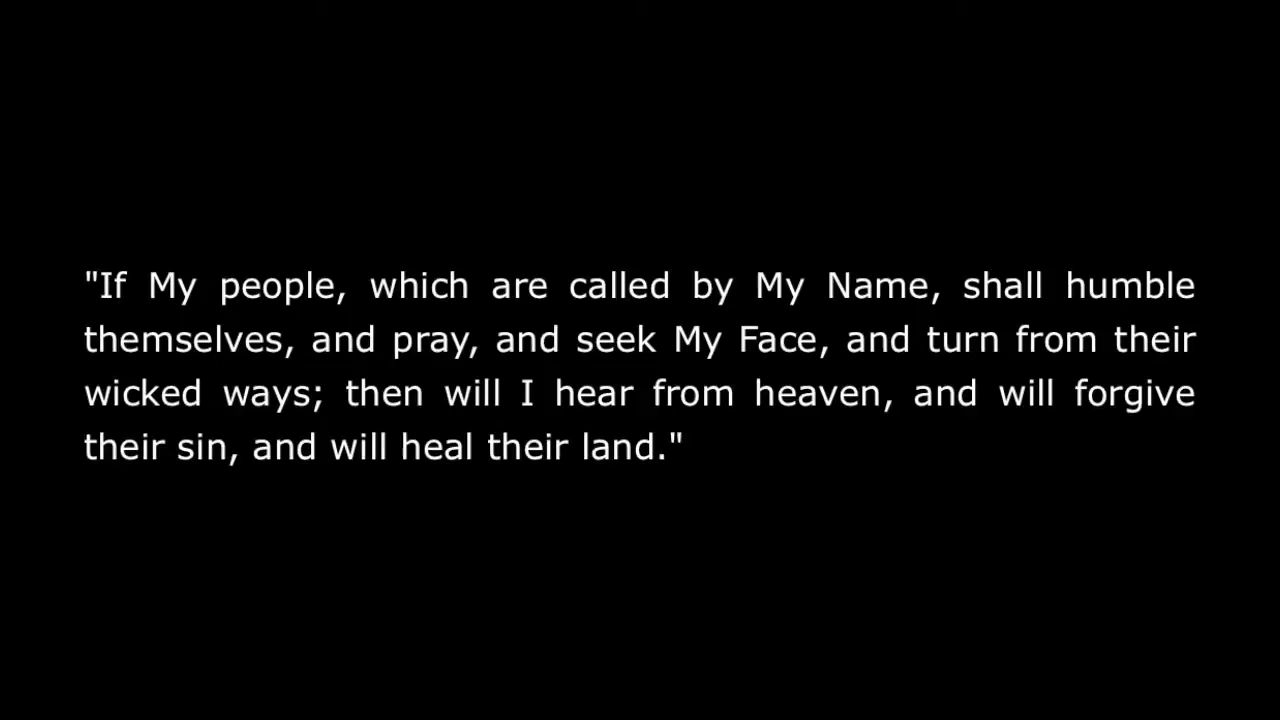 "If My people, which are called by My Name, shall humble
themselves, and pray, and seek My Face, and turn from their
wicked ways; then will I hear from heaven, and will forgive
their sin, and will heal their land."